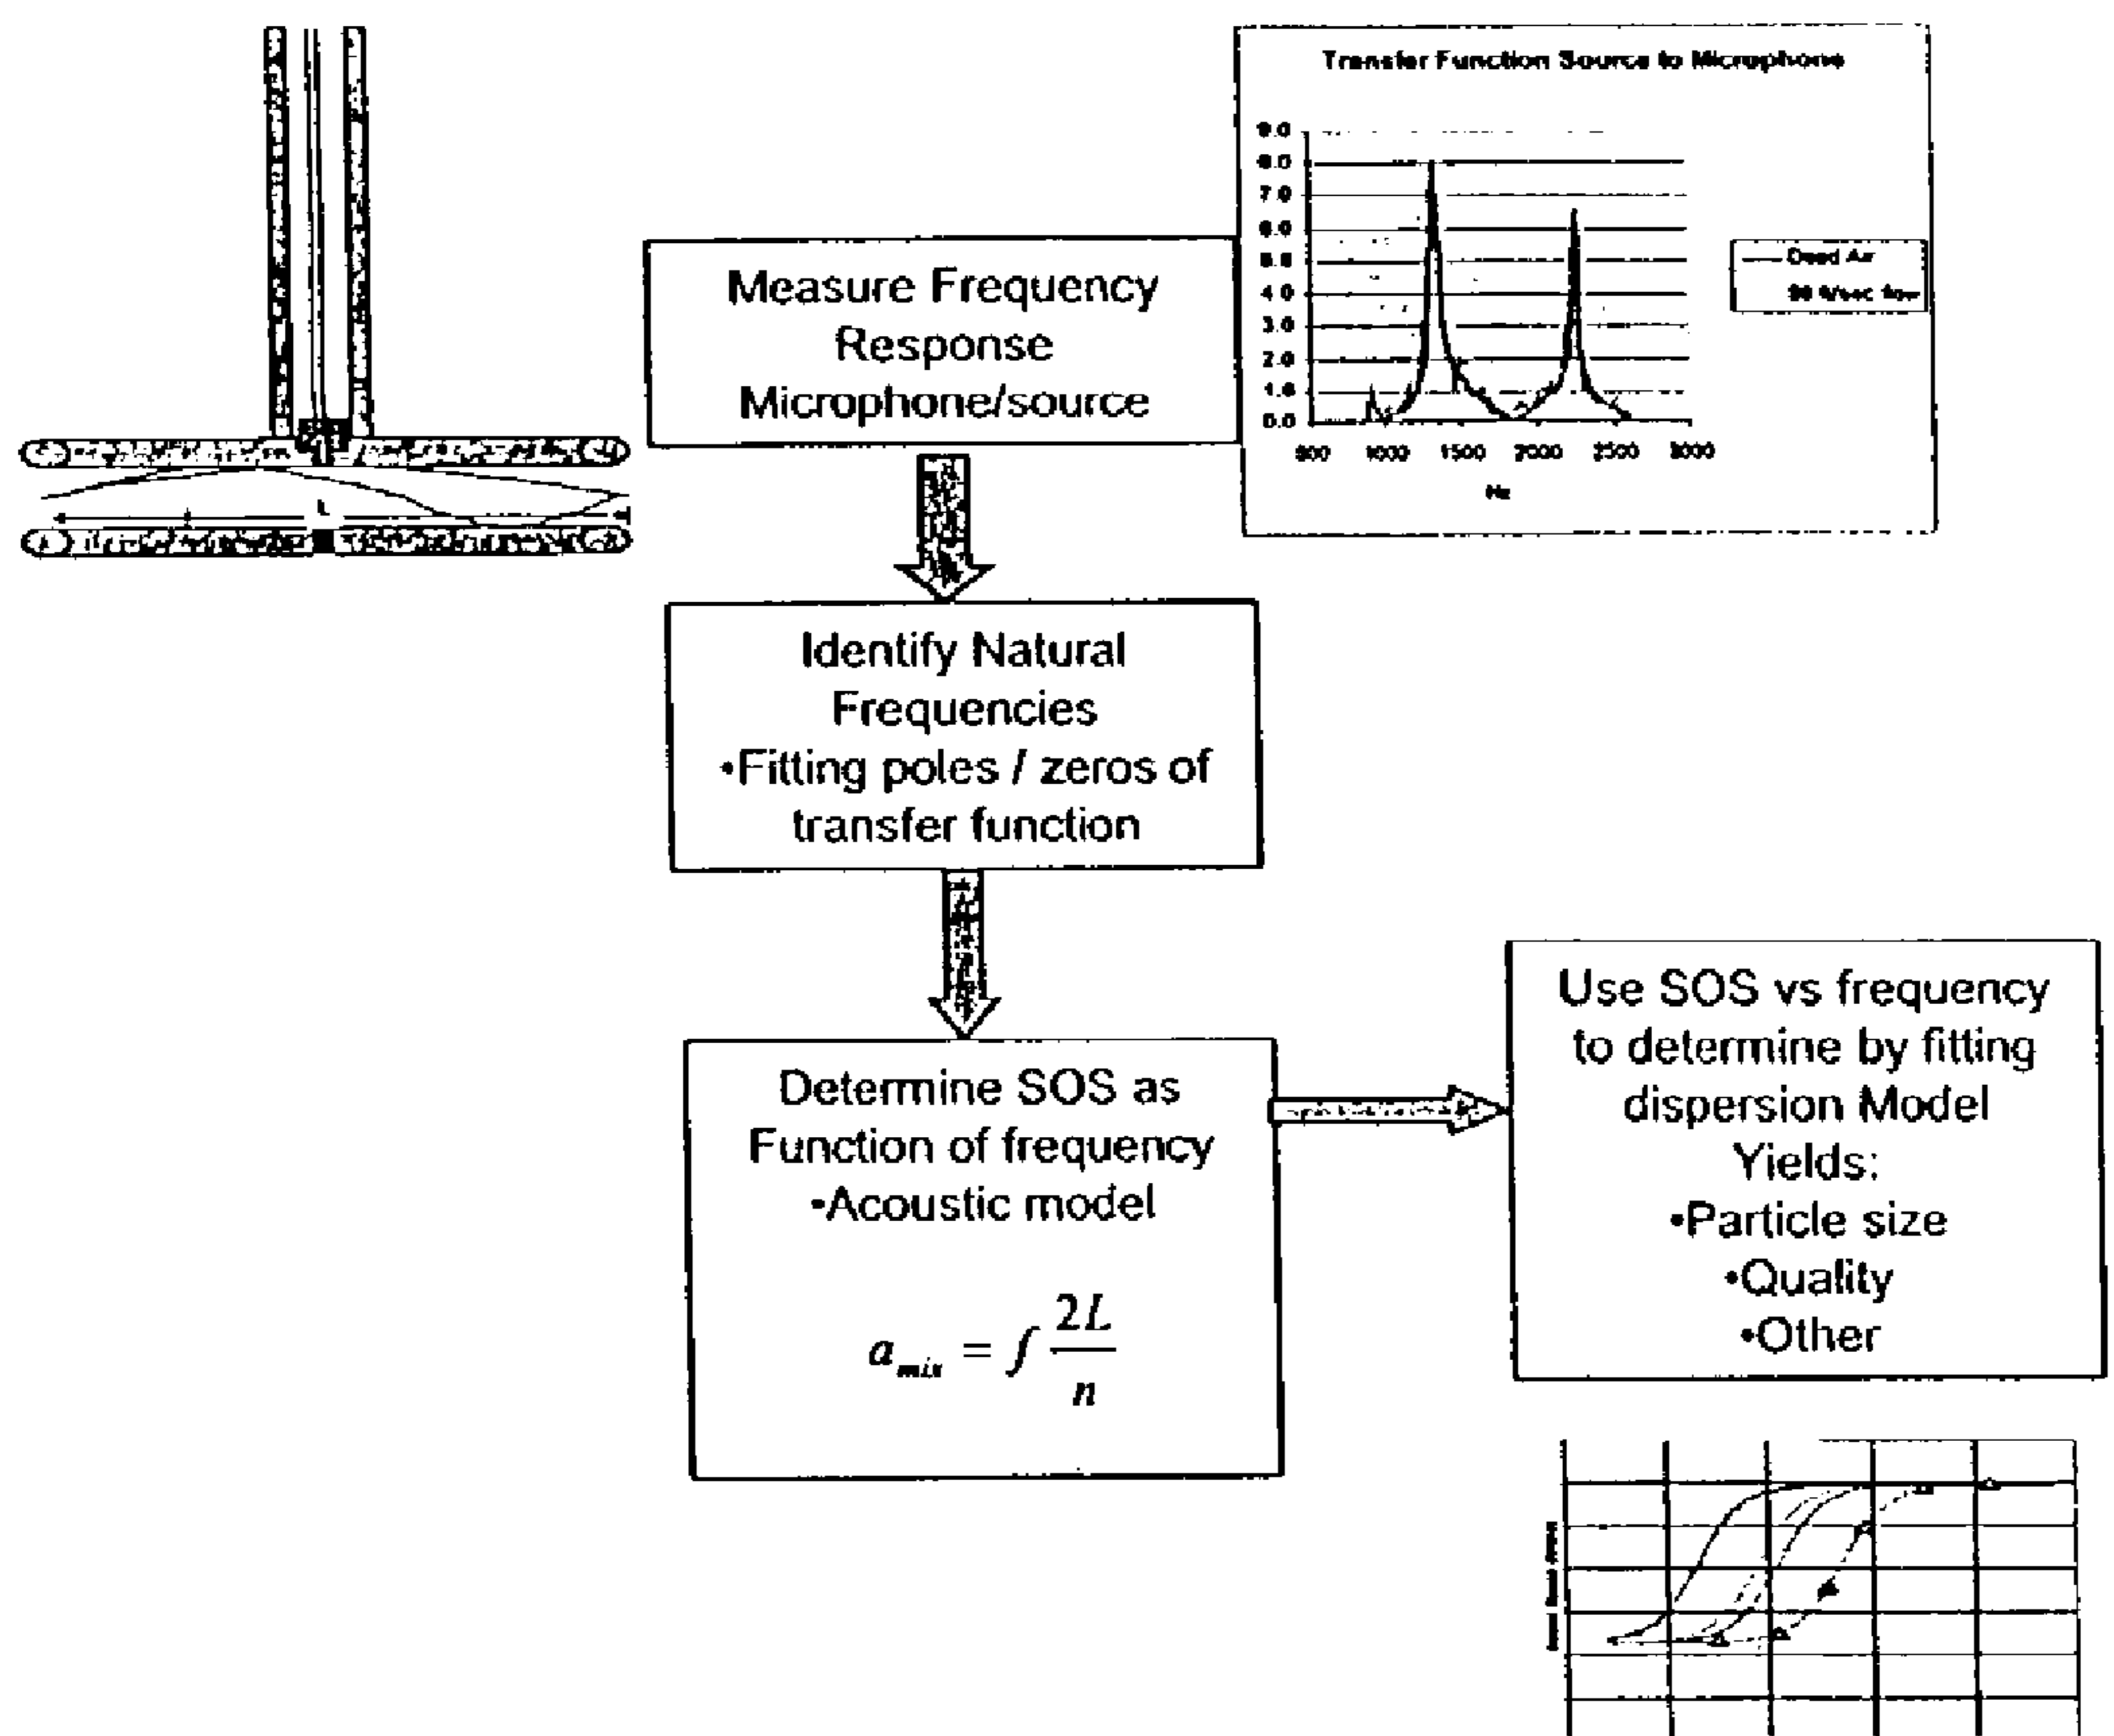 Transfer Function Source to Microphone
9.0
8.0
7.0
6.0
5.0
4.0
3.0
2.0
1.0
0.0
500 1000 1500 2000 2500 3000
Hz
Dead Air
Measure Frequency
Response
Microphone/source
L
Identify Natural
Frequencies
•Fitting poles / zeros of
transfer function
Determine SOS as
Function of frequency
•Acoustic model
a_mix = ∫ 2L/n
Use SOS vs frequency
to determine by fitting
dispersion Model
Yields:
•Particle size
•Quality
•Other